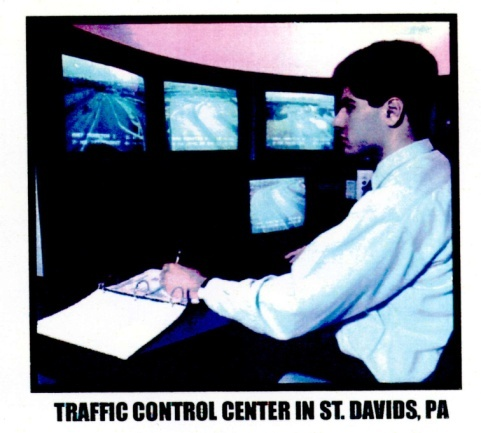 TRAFFIC CONTROL CENTER IN ST. DAVIDS, PA